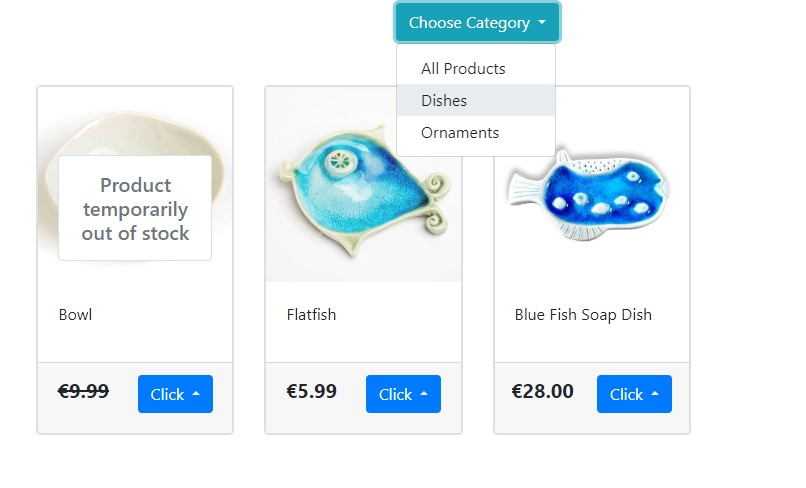 Choose Category
All Products
Dishes
Ornaments
Product
temporarily
out of stock
Bowl
Flatfish
Blue Fish Soap Dish
€9.99
Click
€5.99
Click
€28.00
Click